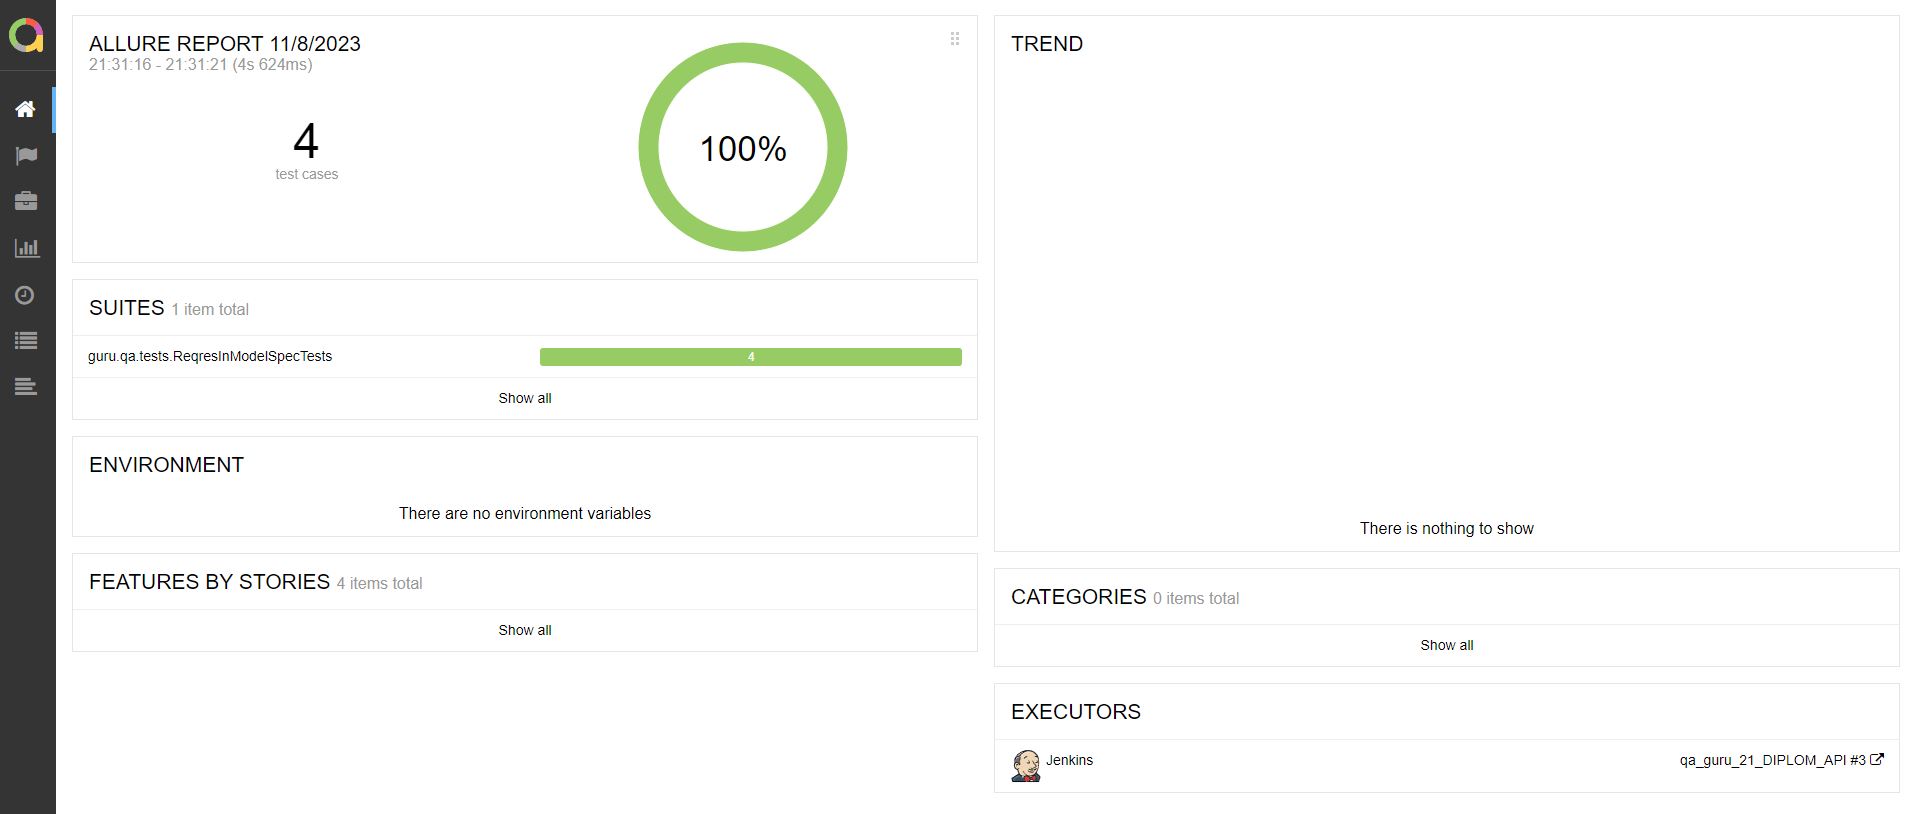 ALLURE REPORT 11/8/2023
21:31:16 - 21:31:21 (4s 624ms)
4
test cases
100%
SUITES 1 item total
guru.qa.tests.ReqresInModelSpecTests 4
Show all
ENVIRONMENT
There are no environment variables
FEATURES BY STORIES 4 items total
Show all
TREND
There is nothing to show
CATEGORIES 0 items total
Show all
EXECUTORS
Jenkins qa_guru_21_DIPLOM_API #3